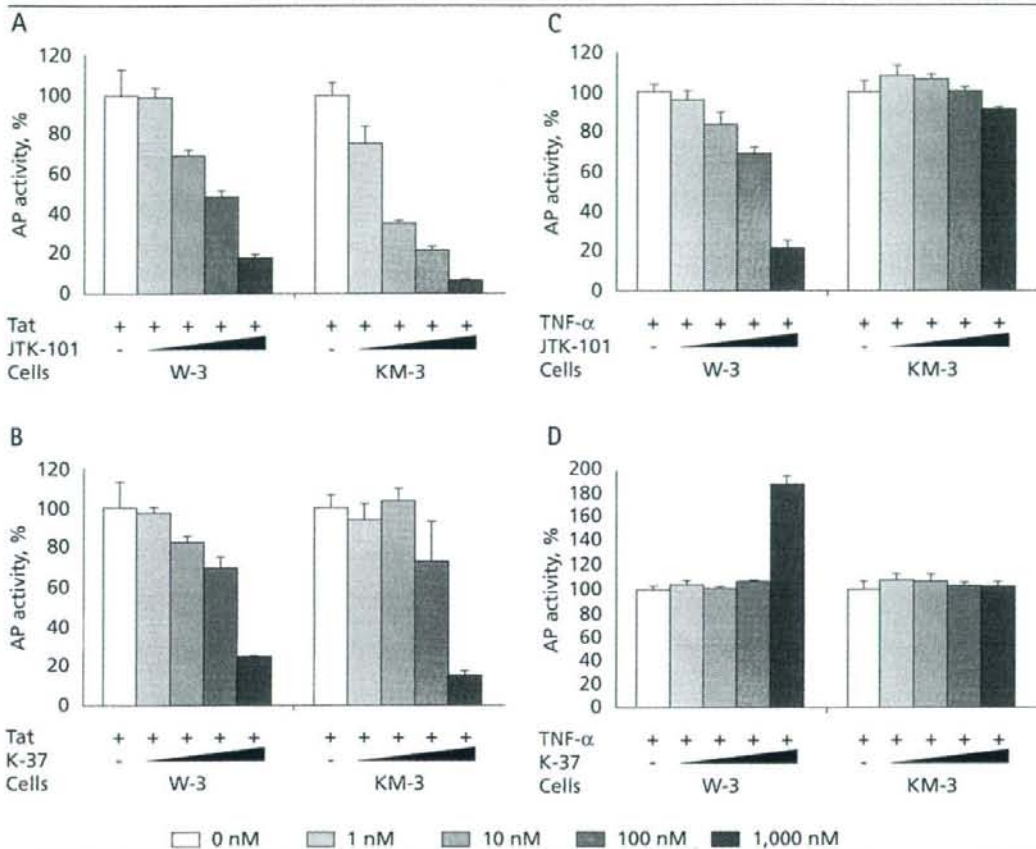 A
AP activity, %
120
100
80
60
40
20
0
Tat + + + + + + + + + +
JTK-101 - -
Cells W-3 KM-3
C
AP activity, %
120
100
80
60
40
20
0
TNF-α + + + + + + + + + +
JTK-101 - -
Cells W-3 KM-3
B
AP activity, %
120
100
80
60
40
20
0
Tat + + + + + + + + + +
K-37 - -
Cells W-3 KM-3
D
AP activity, %
200
180
160
140
120
100
80
60
40
20
0
TNF-α + + + + + + + + + +
K-37 - -
Cells W-3 KM-3
0 nM 1 nM 10 nM 100 nM 1,000 nM